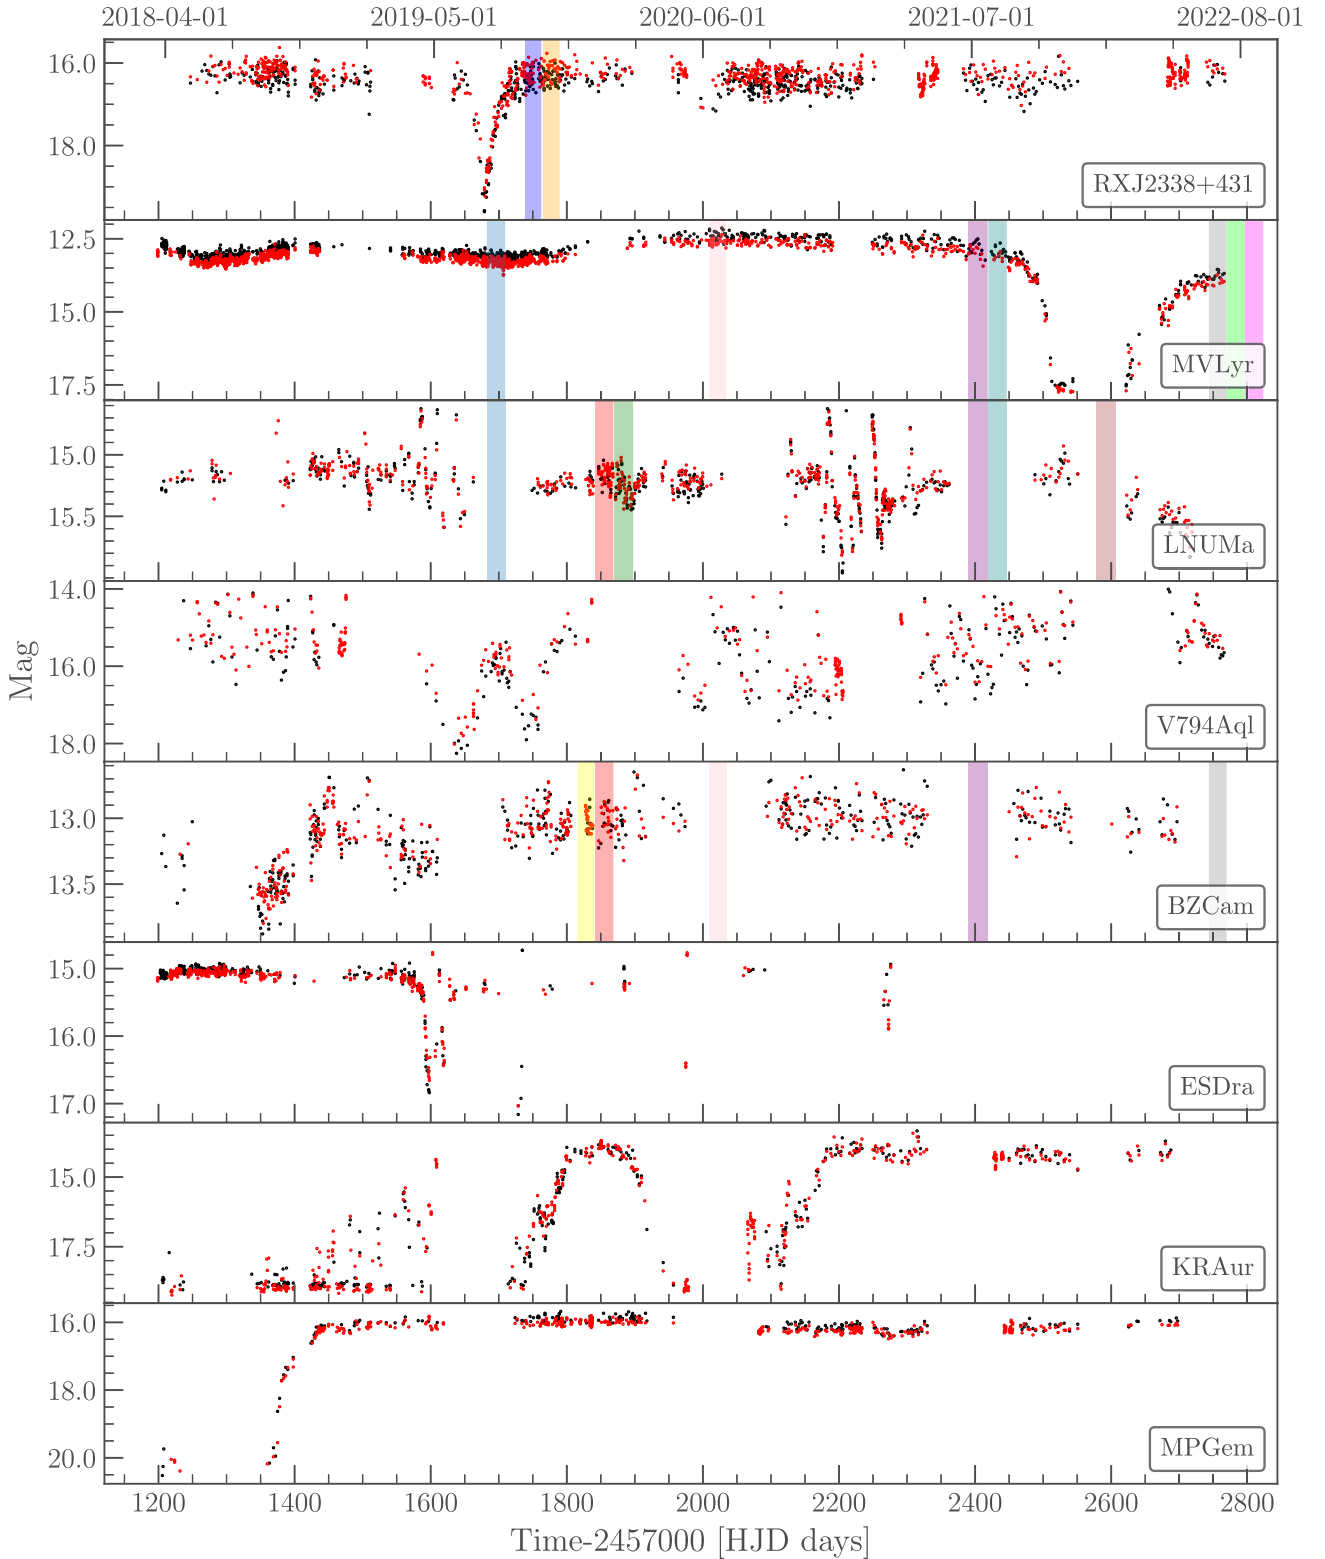 2018-04-01 2019-05-01 2020-06-01 2021-07-01 2022-08-01
16.0
18.0
RXJ2338+431
12.5
15.0
17.5
MVLyr
15.0
15.5
LNUMa
14.0
16.0
18.0
V794Aql
Mag
13.0
13.5
BZCam
15.0
16.0
17.0
ESDra
15.0
17.5
KRAur
16.0
18.0
20.0
MPGem
1200 1400 1600 1800 2000 2200 2400 2600 2800
Time-2457000 [HJD days]